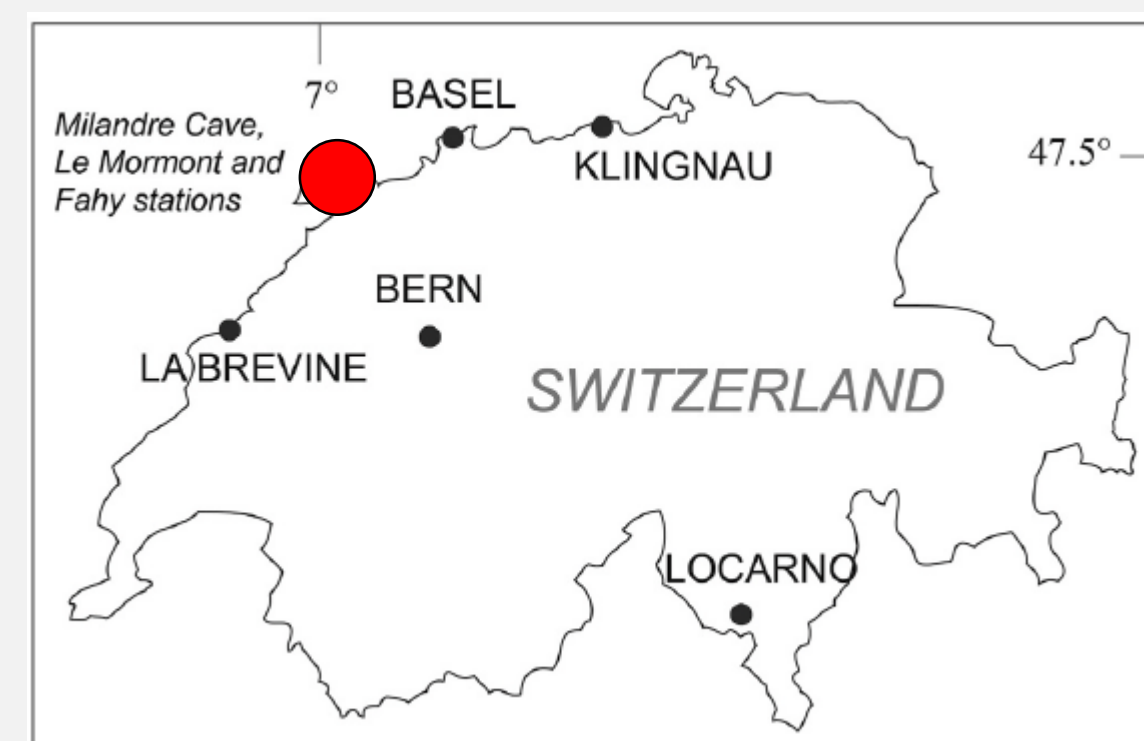 7°
BASEL
Milandre Cave,
Le Mormont and
Fahy stations
KLINGNAU
47.5°
BERN
LA BREVINE
SWITZERLAND
LOCARNO